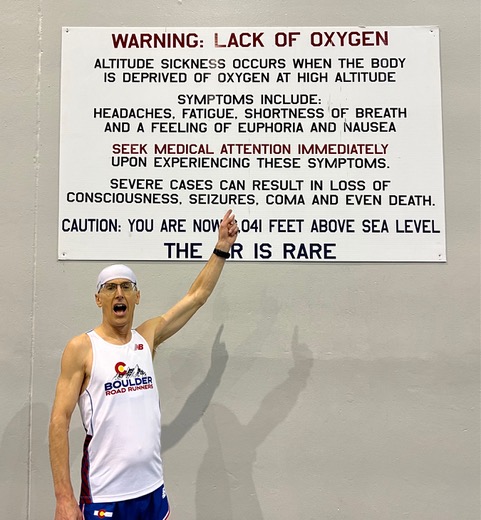 WARNING: LACK OF OXYGEN
ALTITUDE SICKNESS OCCURS WHEN THE BODY
IS DEPRIVED OF OXYGEN AT HIGH ALTITUDE
SYMPTOMS INCLUDE:
HEADACHES, FATIGUE, SHORTNESS OF BREATH
AND A FEELING OF EUPHORIA AND NAUSEA
SEEK MEDICAL ATTENTION IMMEDIATELY
UPON EXPERIENCING THESE SYMPTOMS.
SEVERE CASES CAN RESULT IN LOSS OF
CONSCIOUSNESS, SEIZURES, COMA AND EVEN DEATH.
CAUTION: YOU ARE NOW ,041 FEET ABOVE SEA LEVEL
THE R IS RARE
NB
BOULDER
ROAD RUNNERS